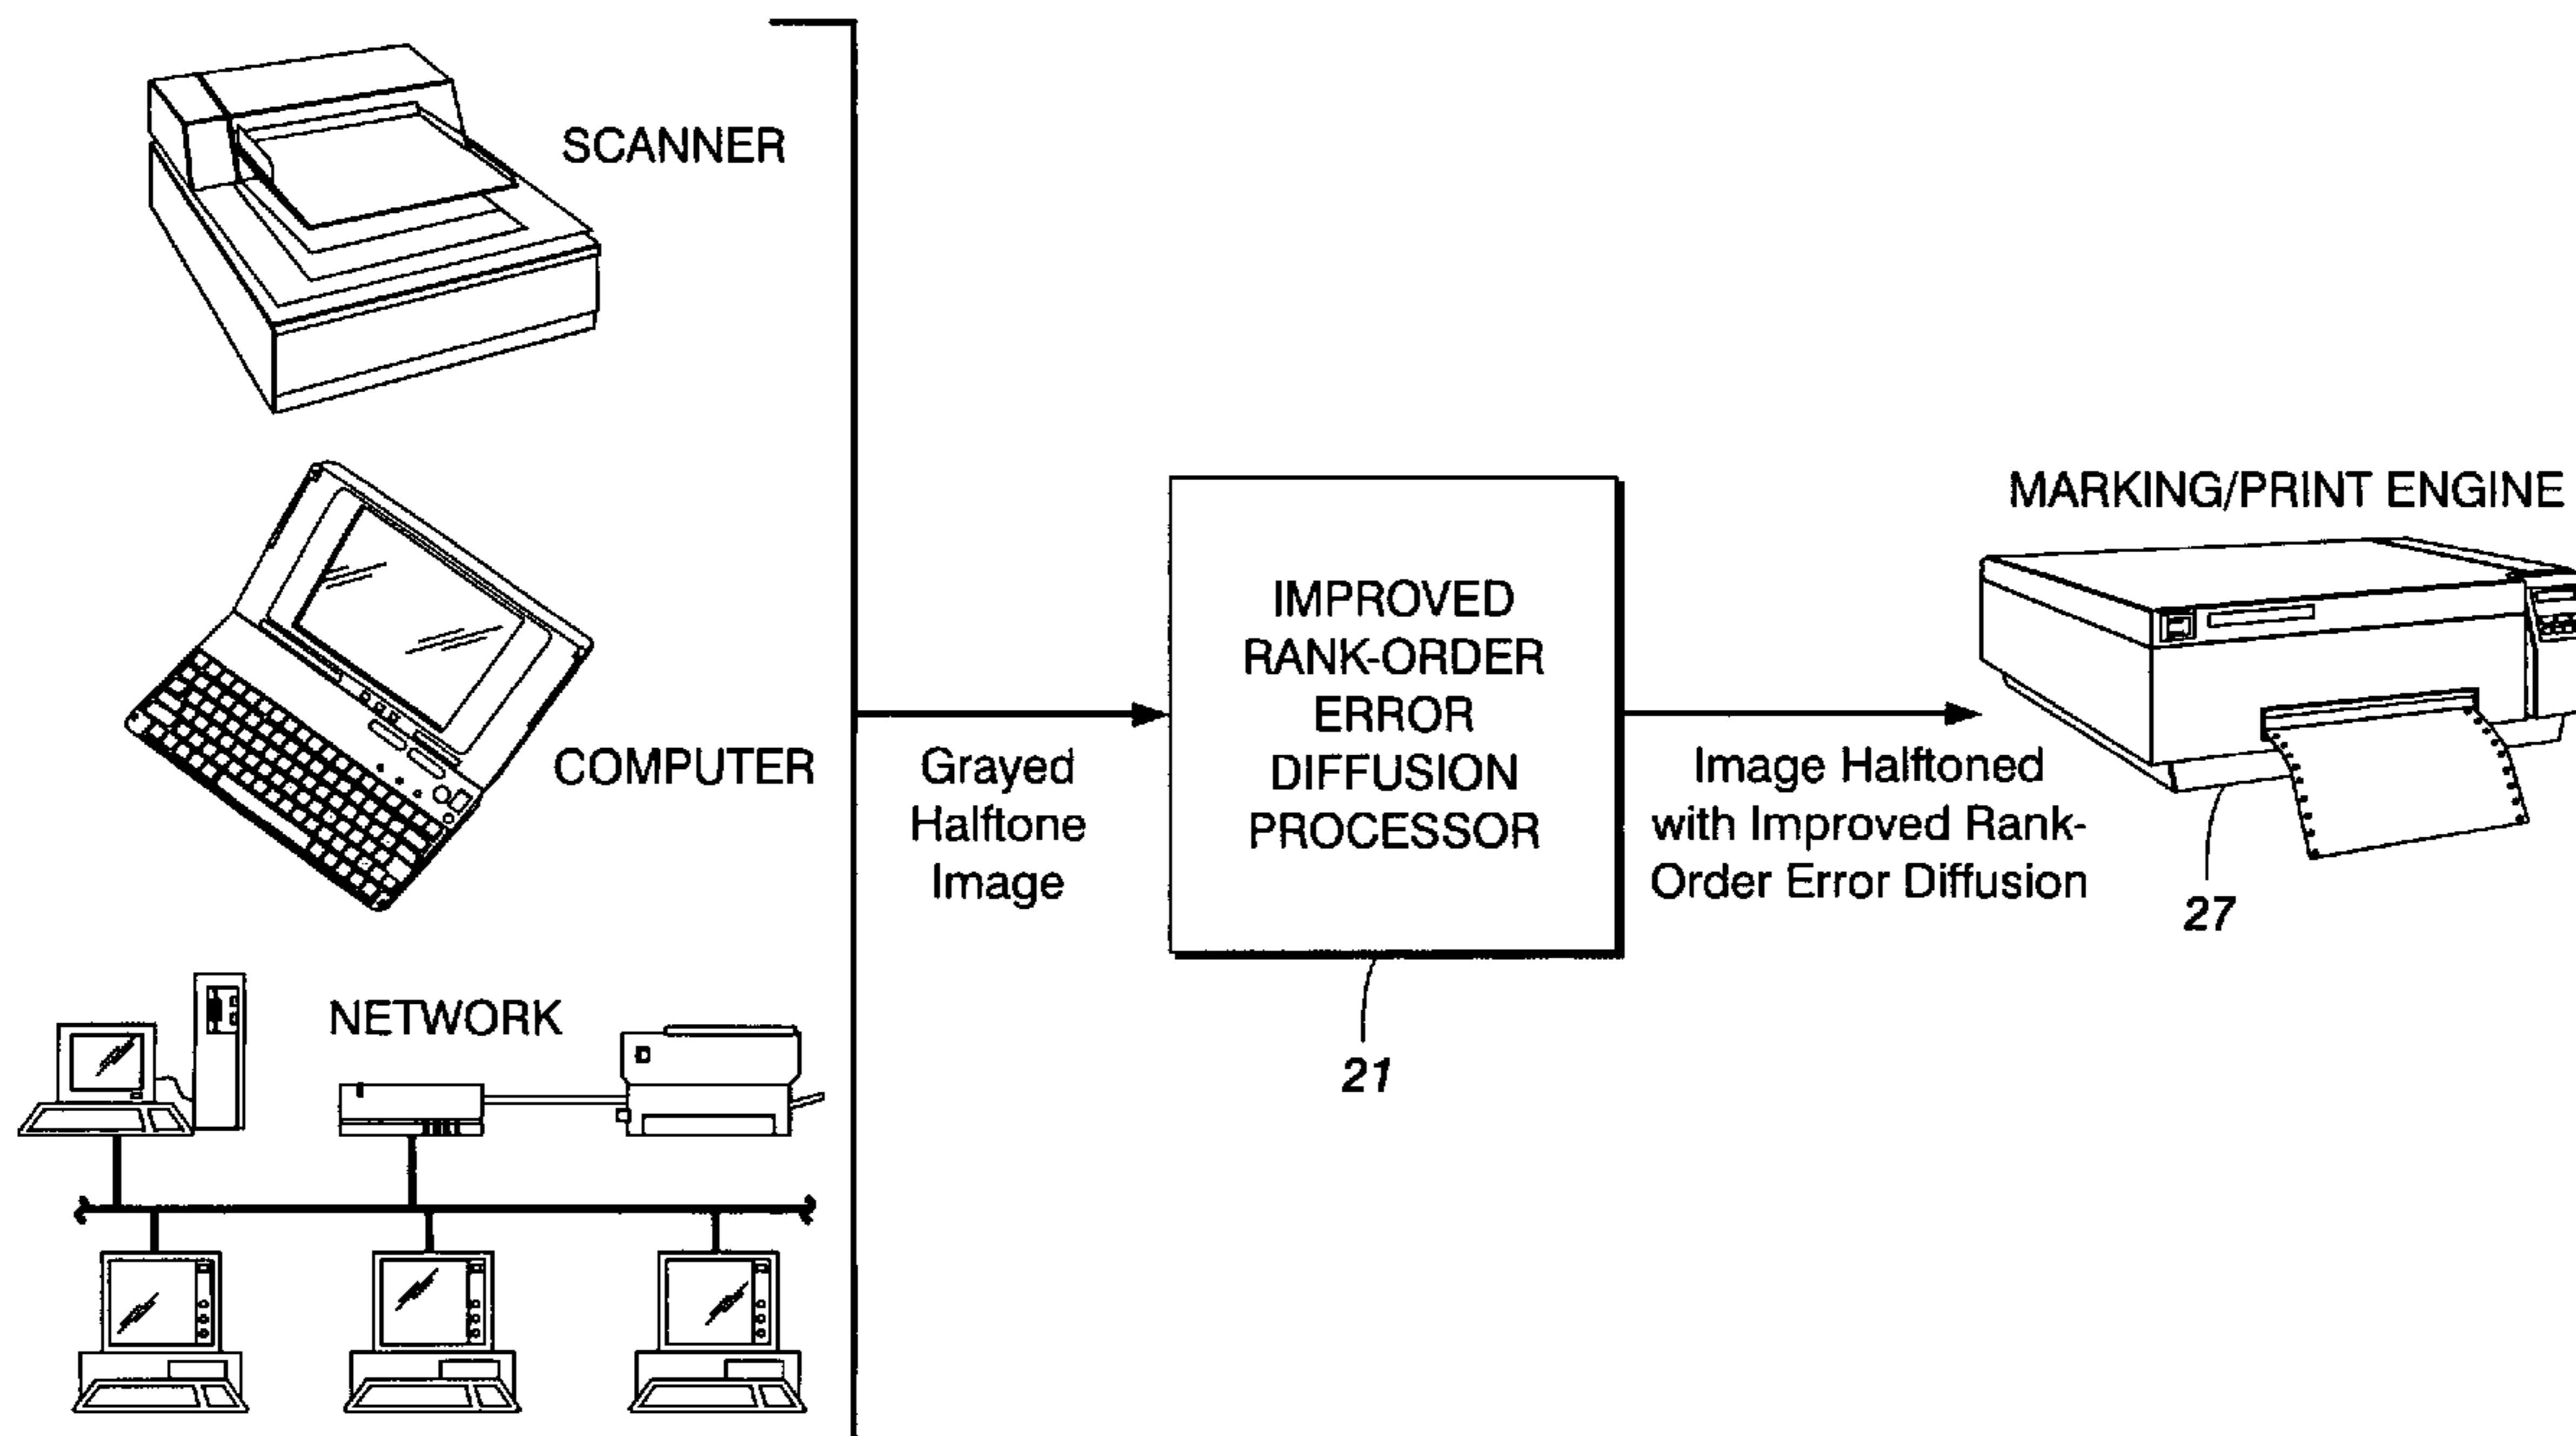 SCANNER
COMPUTER
NETWORK
Grayed
Halftone
Image
IMPROVED
RANK-ORDER
ERROR
DIFFUSION
PROCESSOR
21
Image Halftoned
with Improved Rank-
Order Error Diffusion
MARKING/PRINT ENGINE
27